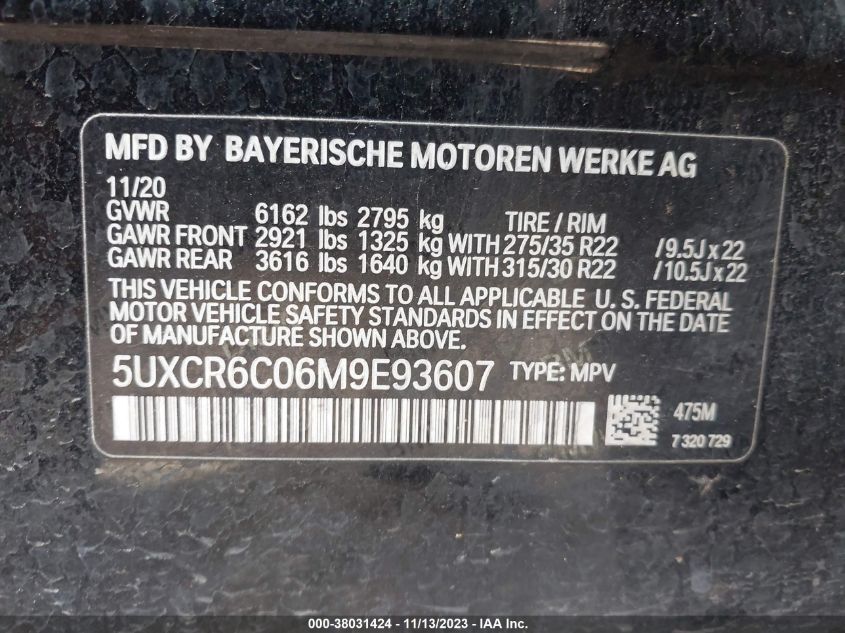 MFD BY BAYERISCHE MOTOREN WERKE AG
11/20
GVWR 6162 lbs 2795 kg TIRE / RIM
GAWR FRONT 2921 lbs 1325 kg WITH 275/35 R22 /9.5J x 22
GAWR REAR 3616 lbs 1640 kg WITH 315/30 R22 /10.5J x 22
THIS VEHICLE CONFORMS TO ALL APPLICABLE U. S. FEDERAL
MOTOR VEHICLE SAFETY STANDARDS IN EFFECT ON THE DATE
OF MANUFACTURE SHOWN ABOVE.
5UXCR6C06M9E93607 TYPE: MPV
475M
7 320 729
000-38031424 - 11/13/2023 - IAA Inc.